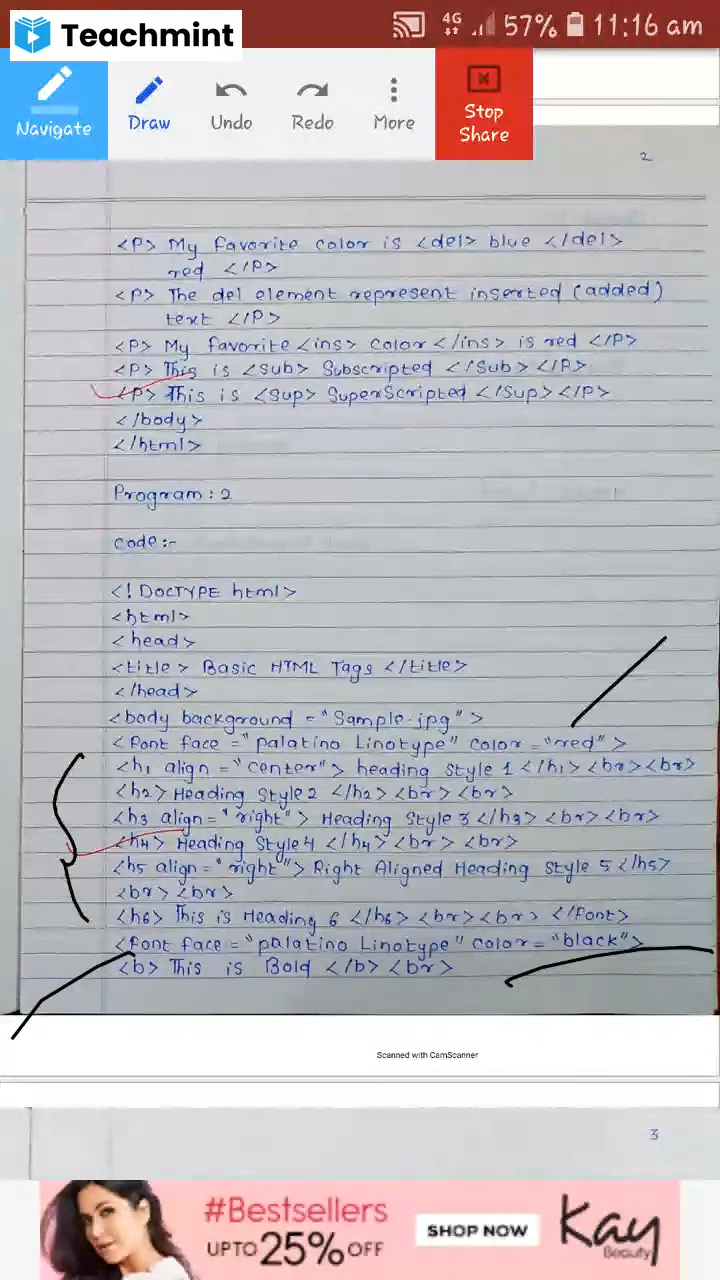 Teachmint
4G 57% 11:16 am
Navigate Draw Undo Redo More Stop Share
2
<P> My favorite color is <del> blue </del>
red </P>
<P> The del element represent inserted (added)
text </P>
<P> My favorite <ins> color </ins> is red </P>
<P> This is <sub> Subscripted </Sub> </P>
<P> This is <sup> SuperScripted </Sup> </P>
</body>
</html>
Program : 2
code :-
<! DOCTYPE html>
<html>
<head>
<title> Basic HTML Tags </title>
</head>
<body background = "Sample.jpg">
<font face = "palatino Linotype" color = "red">
<h1 align = "center"> heading style 1 </h1> <br> <br>
<h2> Heading Style 2 </h2> <br> <br>
<h3 align = "right"> Heading Style 3 </h3> <br> <br>
<h4> Heading Style 4 </h4> <br> <br>
<h5 align = "right"> Right Aligned Heading Style 5 </h5>
<br> <br>
<h6> This is Heading 6 </h6> <br> <br> </Font>
<font face = "palatino Linotype" color = "black">
<b> This is Bold </b> <br>
Scanned with CamScanner
3
#Bestsellers
UPTO 25% OFF
SHOP NOW
Kay
Beauty